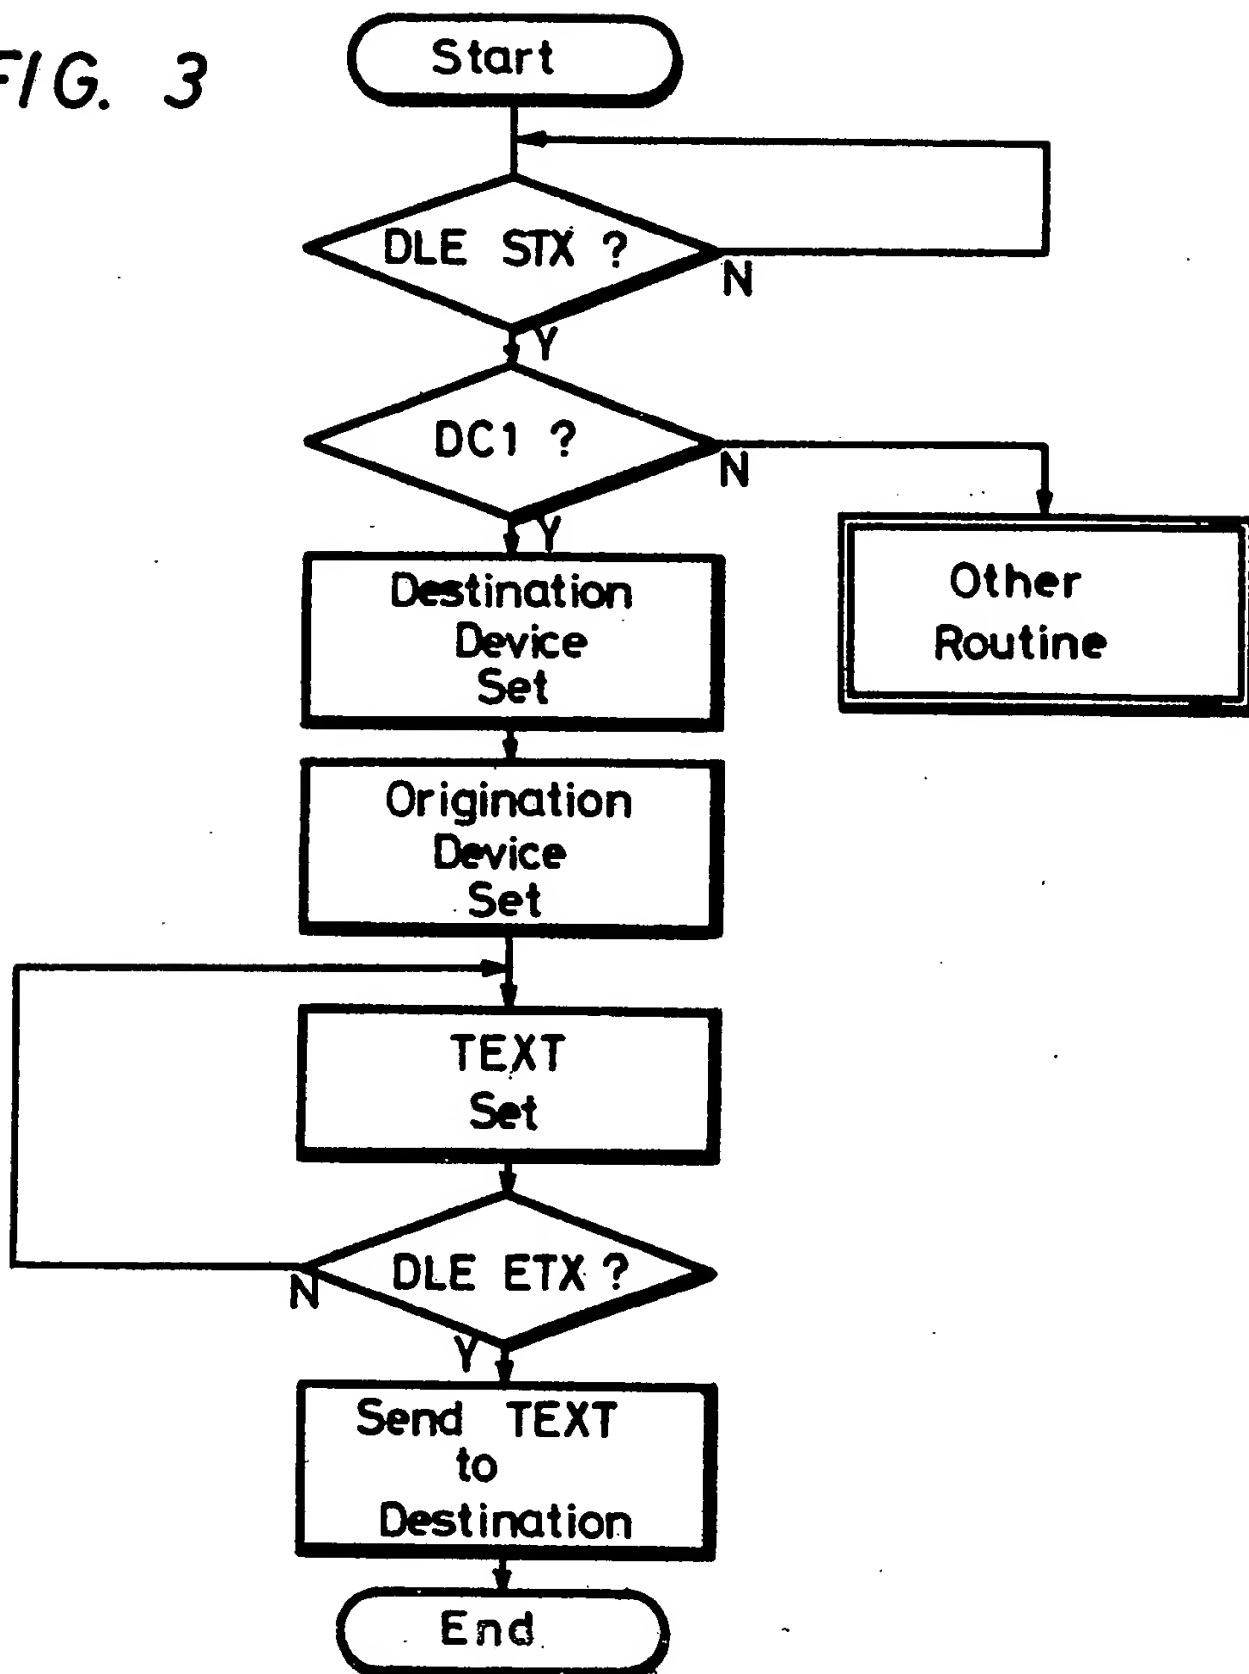 FIG. 3
Start
DLE STX ?
N
Y
DC1 ?
N
Y
Destination
Device
Set
Other
Routine
Origination
Device
Set
TEXT
Set
DLE ETX ?
N
Y
Send TEXT
to
Destination
End